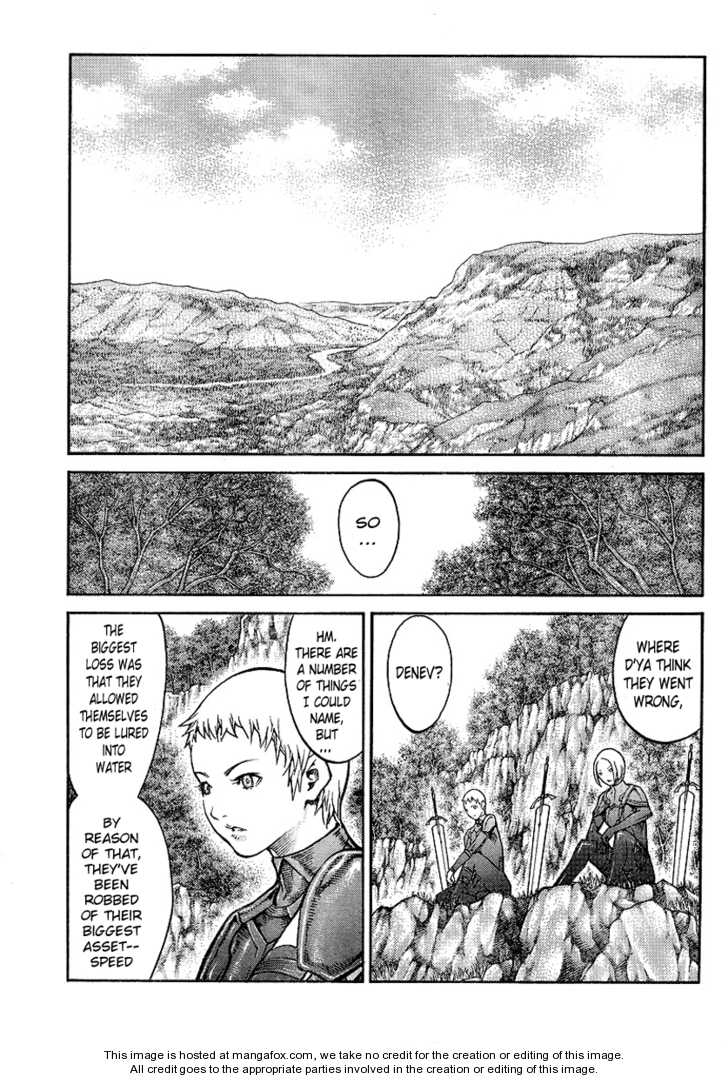 SO
...
WHERE
D'YA THINK
THEY WENT
WRONG,
DENEV?
HM.
THERE ARE
A NUMBER
OF THINGS
I COULD
NAME,
BUT
...
THE
BIGGEST
LOSS WAS
THAT THEY
ALLOWED
THEMSELVES
TO BE LURED
INTO
WATER
BY
REASON
OF THAT,
THEY'VE
BEEN
ROBBED
OF THEIR
BIGGEST
ASSET--
SPEED
This image is hosted at mangafox.com, we take no credit for the creation or editing of this image.
All credit goes to the appropriate parties involved in the creation or editing of this image.